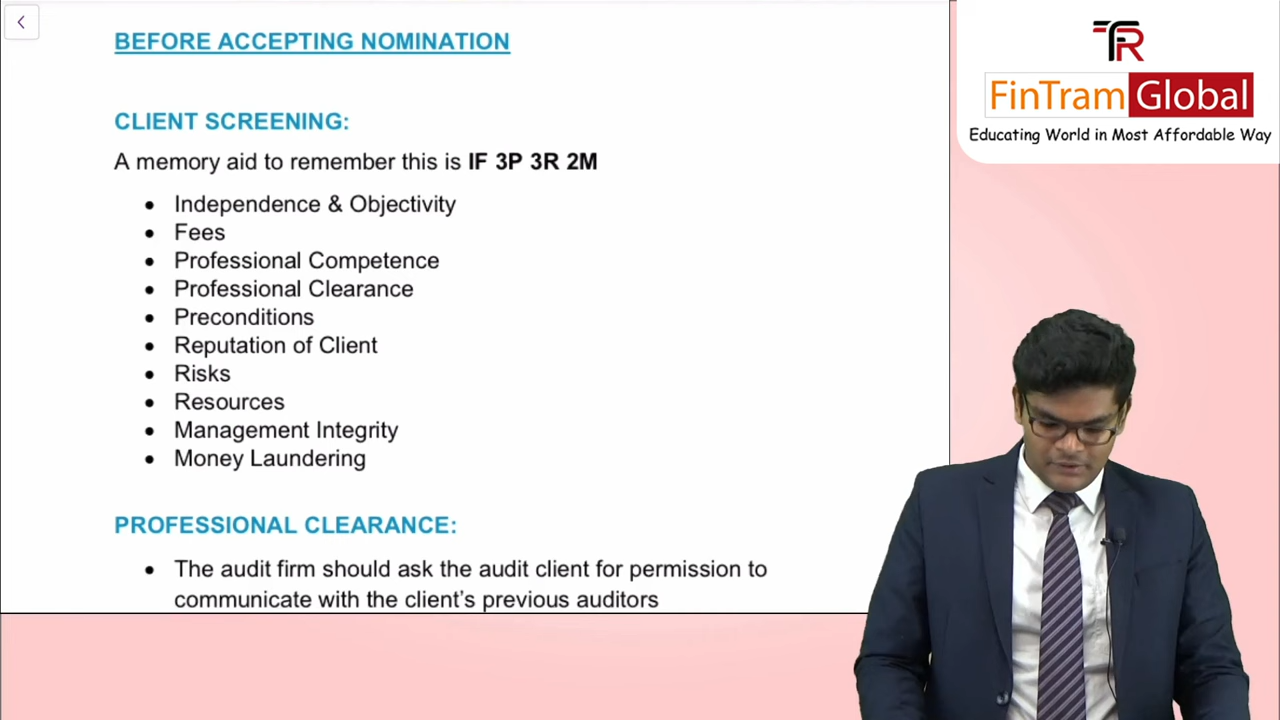 BEFORE ACCEPTING NOMINATION
CLIENT SCREENING:
A memory aid to remember this is IF 3P 3R 2M
• Independence & Objectivity
• Fees
• Professional Competence
• Professional Clearance
• Preconditions
• Reputation of Client
• Risks
• Resources
• Management Integrity
• Money Laundering
PROFESSIONAL CLEARANCE:
• The audit firm should ask the audit client for permission to
communicate with the client's previous auditors
FR
FinTram Global
Educating World in Most Affordable Way